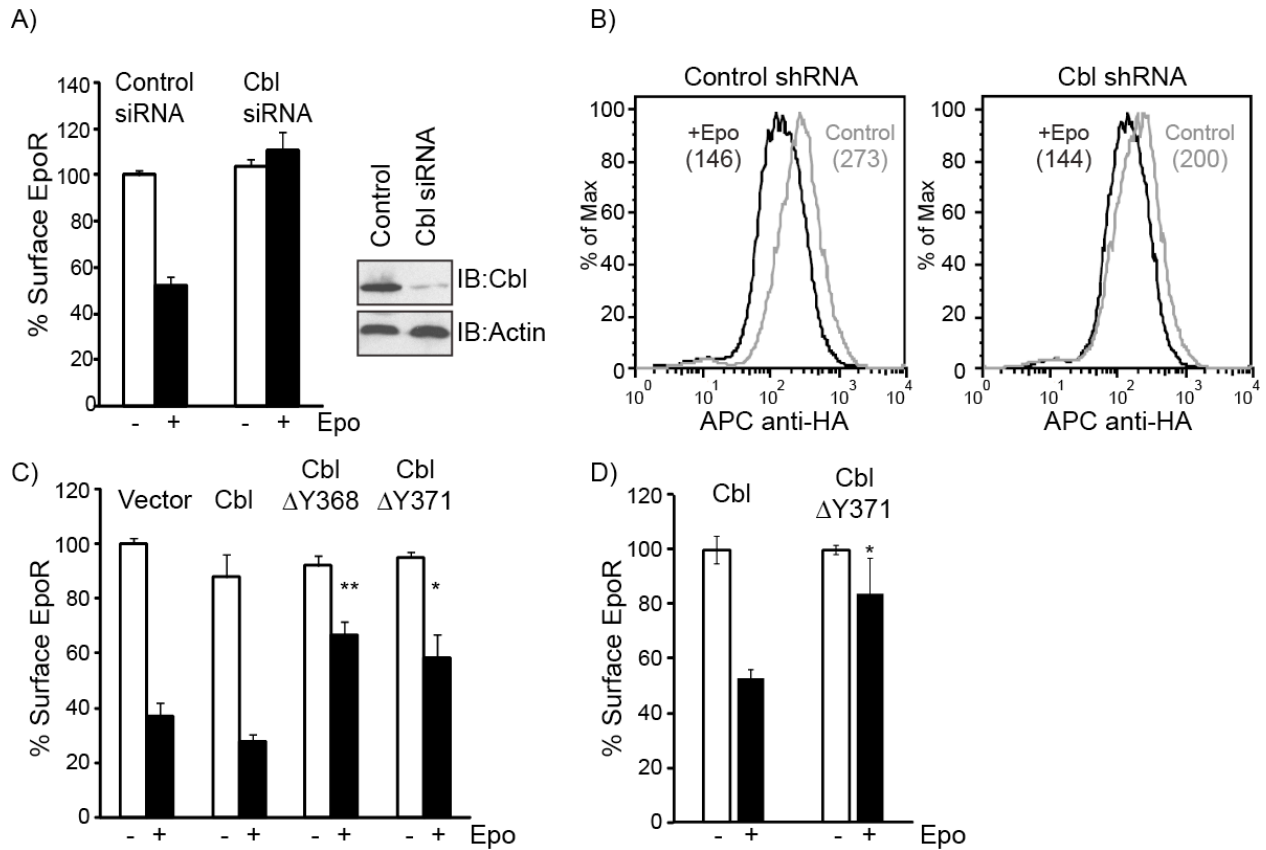 A)
% Surface EpoR
140
120
100
80
60
40
20
0
Control
siRNA
Cbl
siRNA
- + - + Epo
Control
Cbl siRNA
IB:Cbl
IB:Actin
B)
Control shRNA
% of Max
100
80
60
40
20
0
+Epo
(146)
Control
(273)
10^0 10^1 10^2 10^3 10^4
APC anti-HA
Cbl shRNA
% of Max
100
80
60
40
20
0
+Epo
(144)
Control
(200)
10^0 10^1 10^2 10^3 10^4
APC anti-HA
C)
% Surface EpoR
120
100
80
60
40
20
0
Vector
Cbl
Cbl
ΔY368
Cbl
ΔY371
**
*
- + - + - + - + Epo
D)
% Surface EpoR
120
100
80
60
40
20
0
Cbl
Cbl
ΔY371
*
- + - + Epo